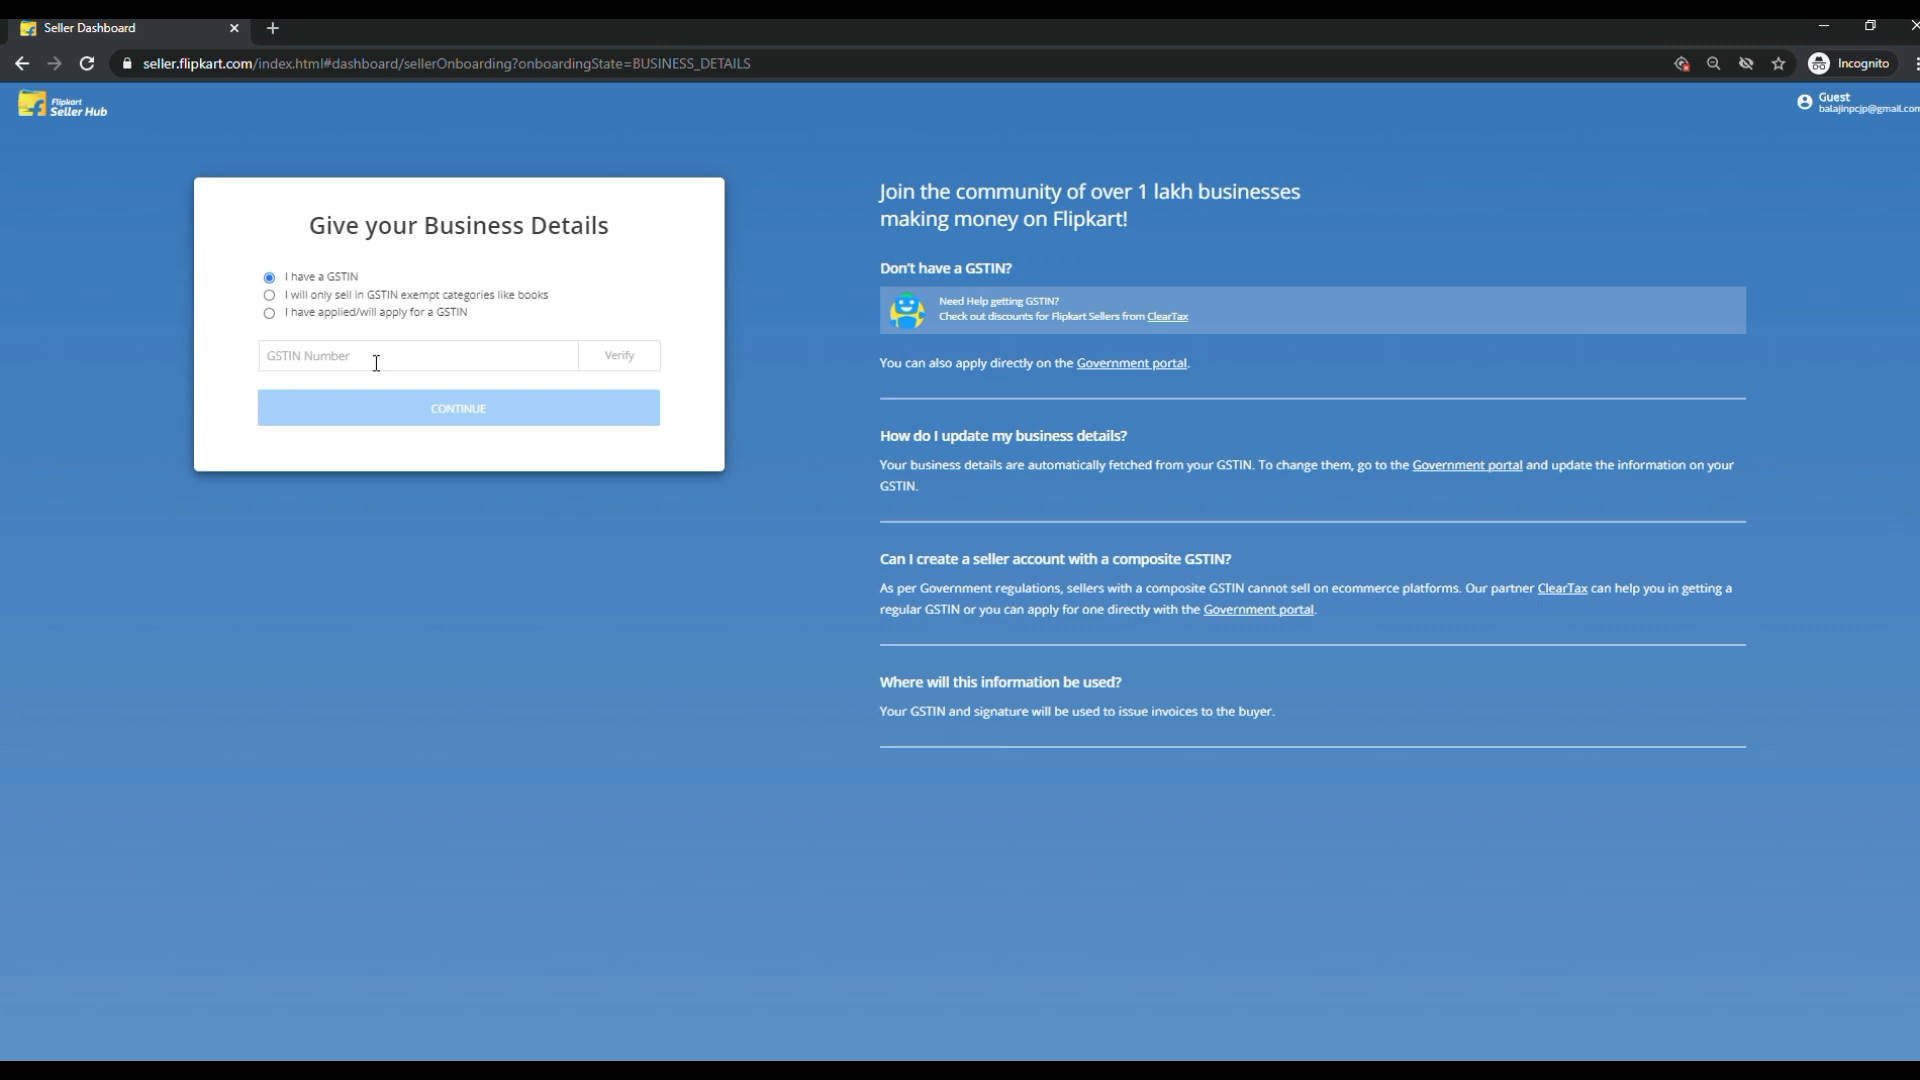 Seller Dashboard
seller.flipkart.com/index.html#dashboard/sellerOnboarding?onboardingState=BUSINESS_DETAILS
Incognito
Flipkart
Seller Hub
Guest
balajinpcjp@gmail.com
Give your Business Details
I have a GSTIN
I will only sell in GSTIN exempt categories like books
I have applied/will apply for a GSTIN
GSTIN Number
Verify
CONTINUE
Join the community of over 1 lakh businesses
making money on Flipkart!
Don't have a GSTIN?
Need Help getting GSTIN?
Check out discounts for Flipkart Sellers from ClearTax
You can also apply directly on the Government portal.
How do I update my business details?
Your business details are automatically fetched from your GSTIN. To change them, go to the Government portal and update the information on your
GSTIN.
Can I create a seller account with a composite GSTIN?
As per Government regulations, sellers with a composite GSTIN cannot sell on ecommerce platforms. Our partner ClearTax can help you in getting a
regular GSTIN or you can apply for one directly with the Government portal.
Where will this information be used?
Your GSTIN and signature will be used to issue invoices to the buyer.